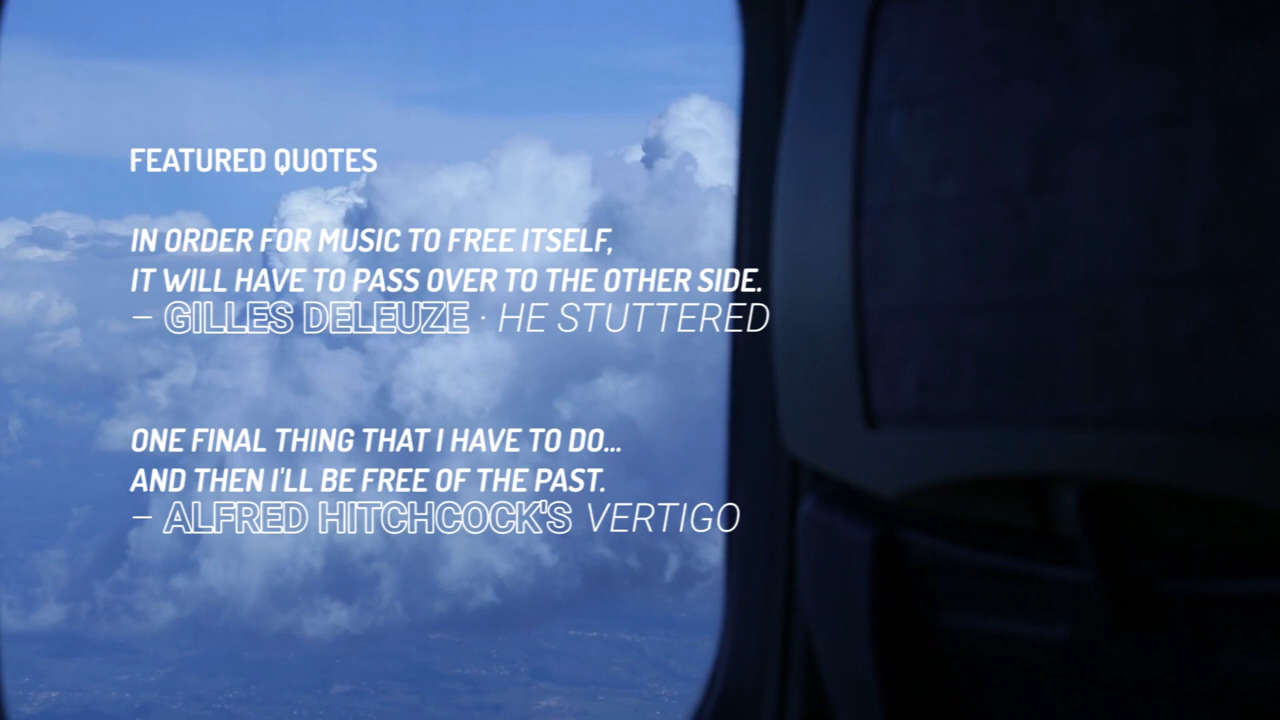 FEATURED QUOTES
IN ORDER FOR MUSIC TO FREE ITSELF,
IT WILL HAVE TO PASS OVER TO THE OTHER SIDE.
– GILLES DELEUZE · HE STUTTERED
ONE FINAL THING THAT I HAVE TO DO...
AND THEN I'LL BE FREE OF THE PAST.
– ALFRED HITCHCOCK'S VERTIGO